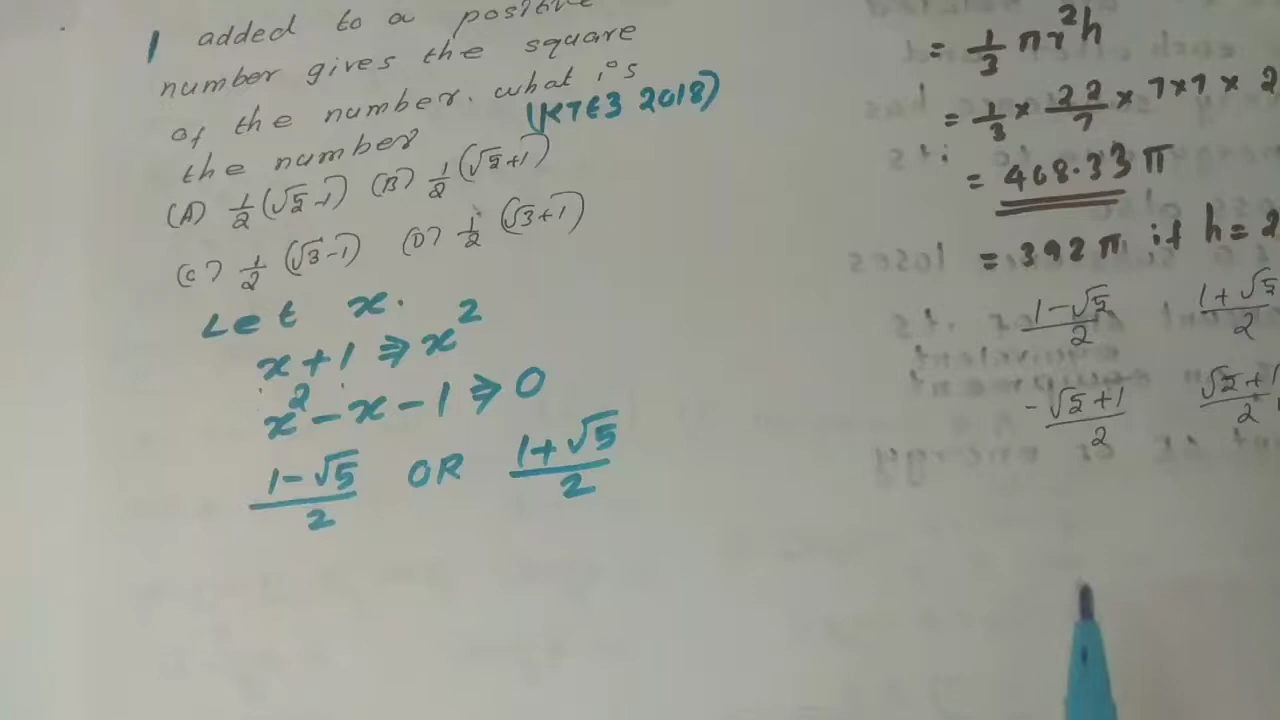 1 added to a positive
number gives the square
of the number. what is
the number (KTE3 2018)
(A) 1/2 (√5-1) (B) 1/2 (√5+1)
(C) 1/2 (√3-1) (D) 1/2 (√3+1)
Let x.
x+1 ⇒ x²
x²-x-1 ⇒ 0
1-√5/2 OR 1+√5/2
= 1/3 πr²h
= 1/3 × 22/7 × 7×7× 2
= 408.33 π
= 392 π if h= 2
1-√5/2 1+√5/2
-√5+1/2 √5+1/2